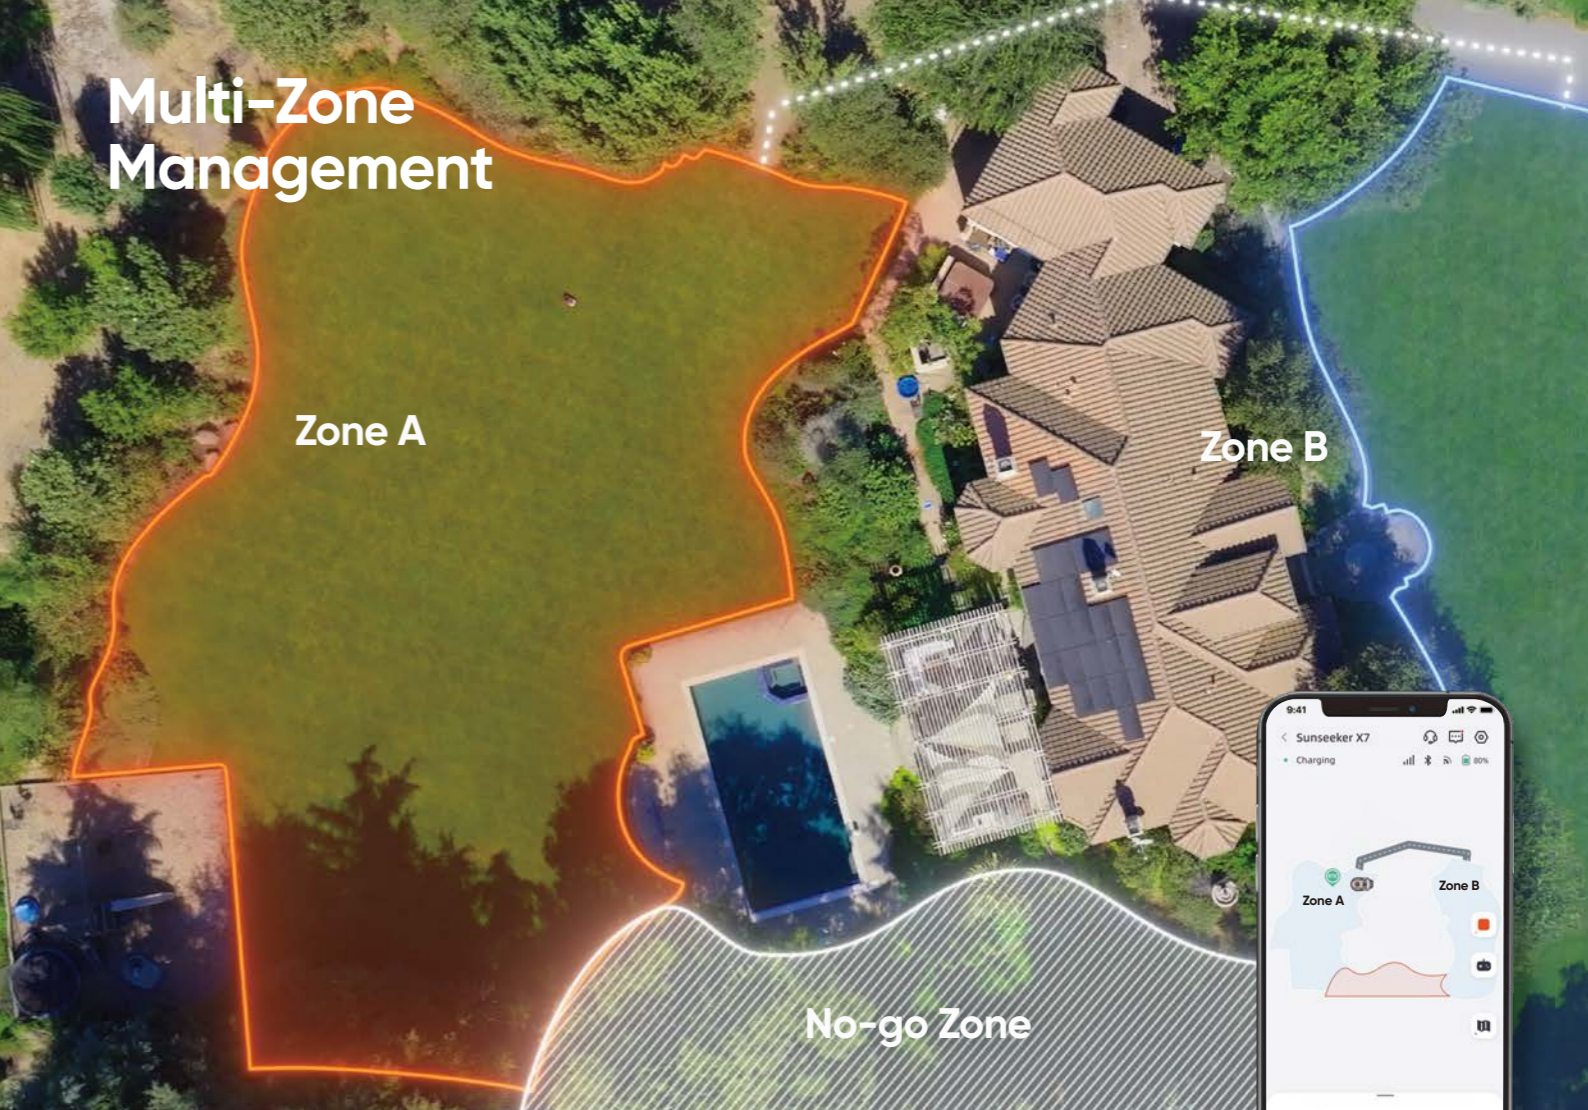 Multi-Zone
Management
Zone A
Zone B
No-go Zone
9:41
Sunseeker X7
Charging
80%
Zone A
Zone B